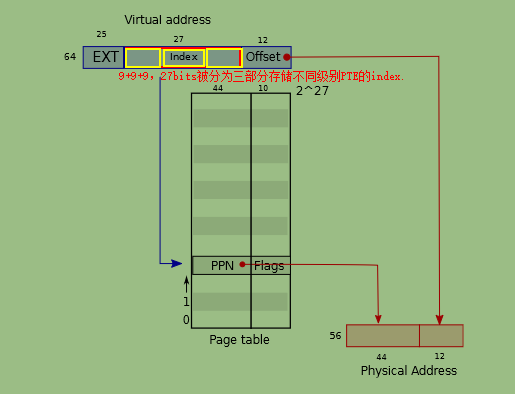 Virtual address
25
27
12
64
EXT
Index
Offset
9+9+9, 27bits被分为三部分存储不同级别PTE的index.
44
10
2^27
PPN
Flags
1
0
Page table
56
44
12
Physical Address